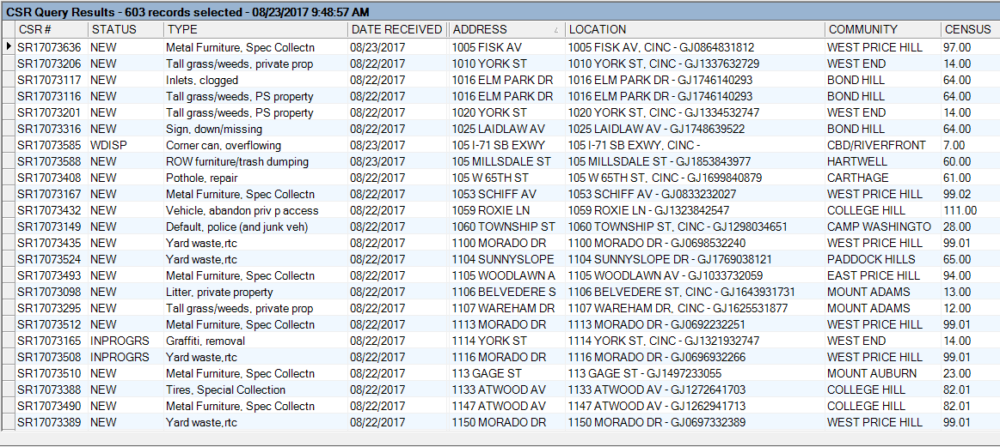 CSR Query Results - 603 records selected - 08/23/2017 9:48:57 AM
CSR # STATUS TYPE DATE RECEIVED ADDRESS LOCATION COMMUNITY CENSUS
SR17073636 NEW Metal Furniture, Spec Collectn 08/23/2017 1005 FISK AV 1005 FISK AV, CINC - GJ0864831812 WEST PRICE HILL 97.00
SR17073206 NEW Tall grass/weeds, private prop 08/22/2017 1010 YORK ST 1010 YORK ST, CINC - GJ1337632729 WEST END 14.00
SR17073117 NEW Inlets, clogged 08/22/2017 1016 ELM PARK DR 1016 ELM PARK DR - GJ1746140293 BOND HILL 64.00
SR17073116 NEW Tall grass/weeds, PS property 08/22/2017 1016 ELM PARK DR 1016 ELM PARK DR - GJ1746140293 BOND HILL 64.00
SR17073201 NEW Tall grass/weeds, PS property 08/22/2017 1020 YORK ST 1020 YORK ST, CINC - GJ1334532747 WEST END 14.00
SR17073316 NEW Sign, down/missing 08/22/2017 1025 LAIDLAW AV 1025 LAIDLAW AV - GJ1748639522 BOND HILL 64.00
SR17073585 WDISP Corner can, overflowing 08/23/2017 105 I-71 SB EXWY 105 I-71 SB EXWY, CINC - CBD/RIVERFRONT 7.00
SR17073588 NEW ROW furniture/trash dumping 08/23/2017 105 MILLSDALE ST 105 MILLSDALE ST - GJ1853843977 HARTWELL 60.00
SR17073408 NEW Pothole, repair 08/22/2017 105 W 65TH ST 105 W 65TH ST, CINC - GJ1699840879 CARTHAGE 61.00
SR17073167 NEW Metal Furniture, Spec Collectn 08/22/2017 1053 SCHIFF AV 1053 SCHIFF AV - GJ0833232027 WEST PRICE HILL 99.02
SR17073432 NEW Vehicle, abandon priv p access 08/22/2017 1059 ROXIE LN 1059 ROXIE LN - GJ1323842547 COLLEGE HILL 111.00
SR17073149 NEW Default, police (and junk veh) 08/22/2017 1060 TOWNSHIP ST 1060 TOWNSHIP ST, CINC - GJ1298034651 CAMP WASHINGTO 28.00
SR17073435 NEW Yard waste,rtc 08/22/2017 1100 MORADO DR 1100 MORADO DR - GJ0698532240 WEST PRICE HILL 99.01
SR17073524 NEW Yard waste,rtc 08/22/2017 1104 SUNNYSLOPE 1104 SUNNYSLOPE DR - GJ1769038121 PADDOCK HILLS 65.00
SR17073493 NEW Metal Furniture, Spec Collectn 08/22/2017 1105 WOODLAWN A 1105 WOODLAWN AV - GJ1033732059 EAST PRICE HILL 94.00
SR17073098 NEW Litter, private property 08/22/2017 1106 BELVEDERE S 1106 BELVEDERE ST, CINC - GJ1643931731 MOUNT ADAMS 13.00
SR17073295 NEW Tall grass/weeds, private prop 08/22/2017 1107 WAREHAM DR 1107 WAREHAM DR, CINC - GJ1625531877 MOUNT ADAMS 12.00
SR17073512 NEW Metal Furniture, Spec Collectn 08/22/2017 1113 MORADO DR 1113 MORADO DR - GJ0692232251 WEST PRICE HILL 99.01
SR17073165 INPROGRS Graffiti, removal 08/22/2017 1114 YORK ST 1114 YORK ST, CINC - GJ1321932747 WEST END 14.00
SR17073508 INPROGRS Yard waste,rtc 08/22/2017 1116 MORADO DR 1116 MORADO DR - GJ0696932266 WEST PRICE HILL 99.01
SR17073510 NEW Metal Furniture, Spec Collectn 08/22/2017 113 GAGE ST 113 GAGE ST - GJ1497233055 MOUNT AUBURN 23.00
SR17073388 NEW Tires, Special Collection 08/22/2017 1133 ATWOOD AV 1133 ATWOOD AV - GJ1272641703 COLLEGE HILL 82.01
SR17073490 NEW Metal Furniture, Spec Collectn 08/22/2017 1147 ATWOOD AV 1147 ATWOOD AV - GJ1262941713 COLLEGE HILL 82.01
SR17073389 NEW Yard waste,rtc 08/22/2017 1150 MORADO DR 1150 MORADO DR - GJ0697332389 WEST PRICE HILL 99.01